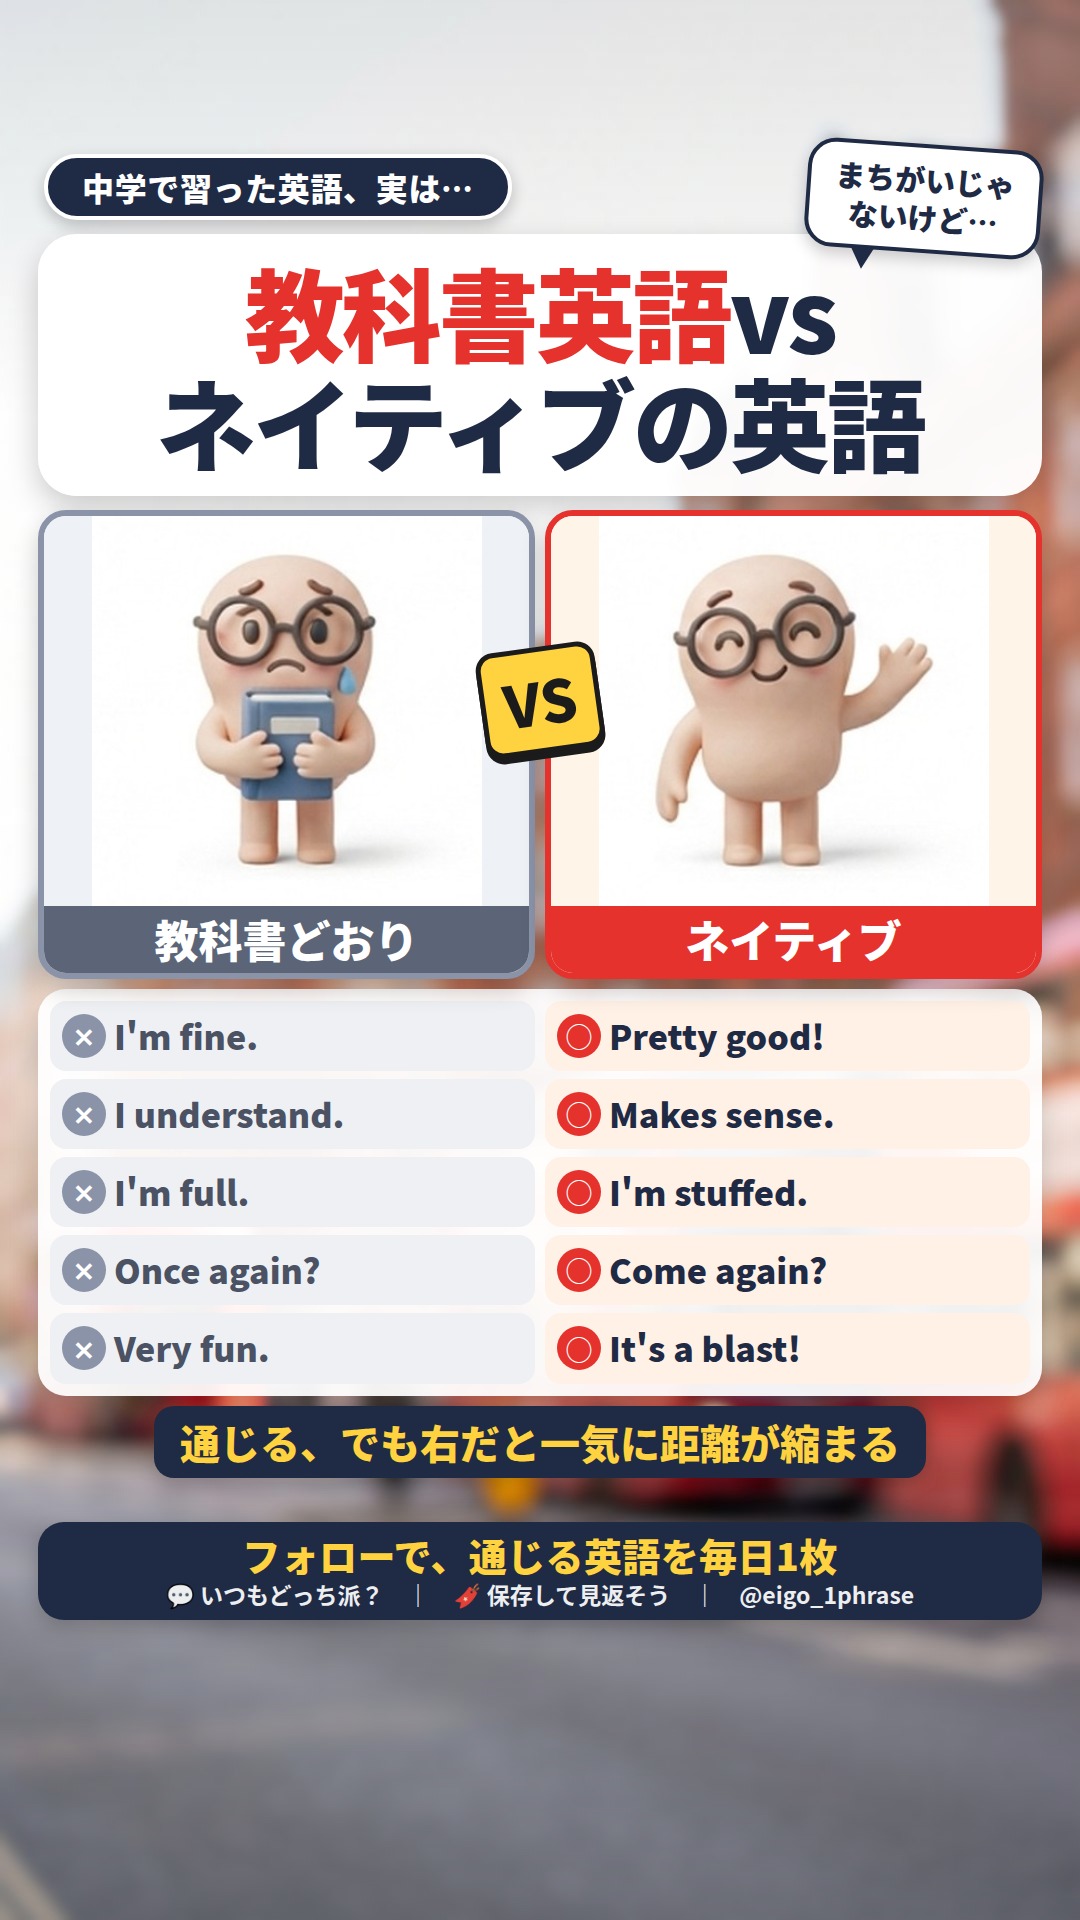 中学で習った英語、実は…
まちがいじゃ
ないけど…
教科書英語vs
ネイティブの英語
VS
教科書どおり
ネイティブ
× I'm fine.
○ Pretty good!
× I understand.
○ Makes sense.
× I'm full.
○ I'm stuffed.
× Once again?
○ Come again?
× Very fun.
○ It's a blast!
通じる、でも右だと一気に距離が縮まる
フォローで、通じる英語を毎日1枚
💬 いつもどっち派？ ｜ 🔖 保存して見返そう ｜ @eigo_1phrase